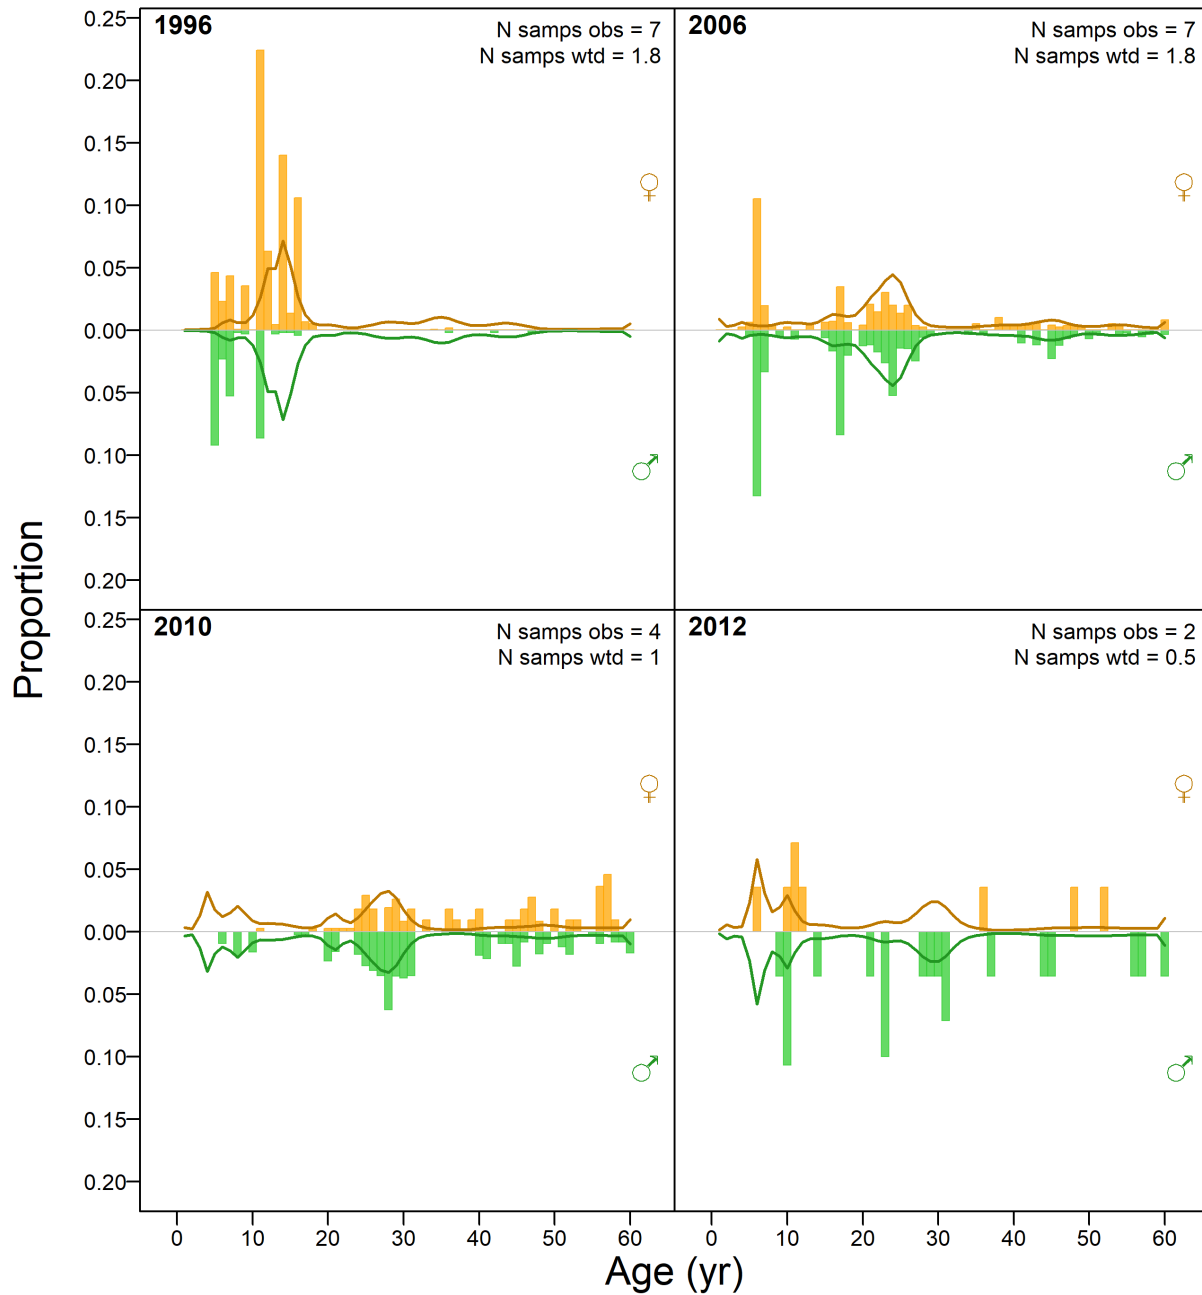 1996
N samps obs = 7
N samps wtd = 1.8
2006
N samps obs = 7
N samps wtd = 1.8
0.25
0.20
0.15
0.10
0.05
0.00
0.05
0.10
0.15
0.20
♀
♂
♀
♂
2010
N samps obs = 4
N samps wtd = 1
2012
N samps obs = 2
N samps wtd = 0.5
0.25
0.20
0.15
0.10
0.05
0.00
0.05
0.10
0.15
0.20
♀
♂
♀
♂
Proportion
0 10 20 30 40 50 60
0 10 20 30 40 50 60
Age (yr)